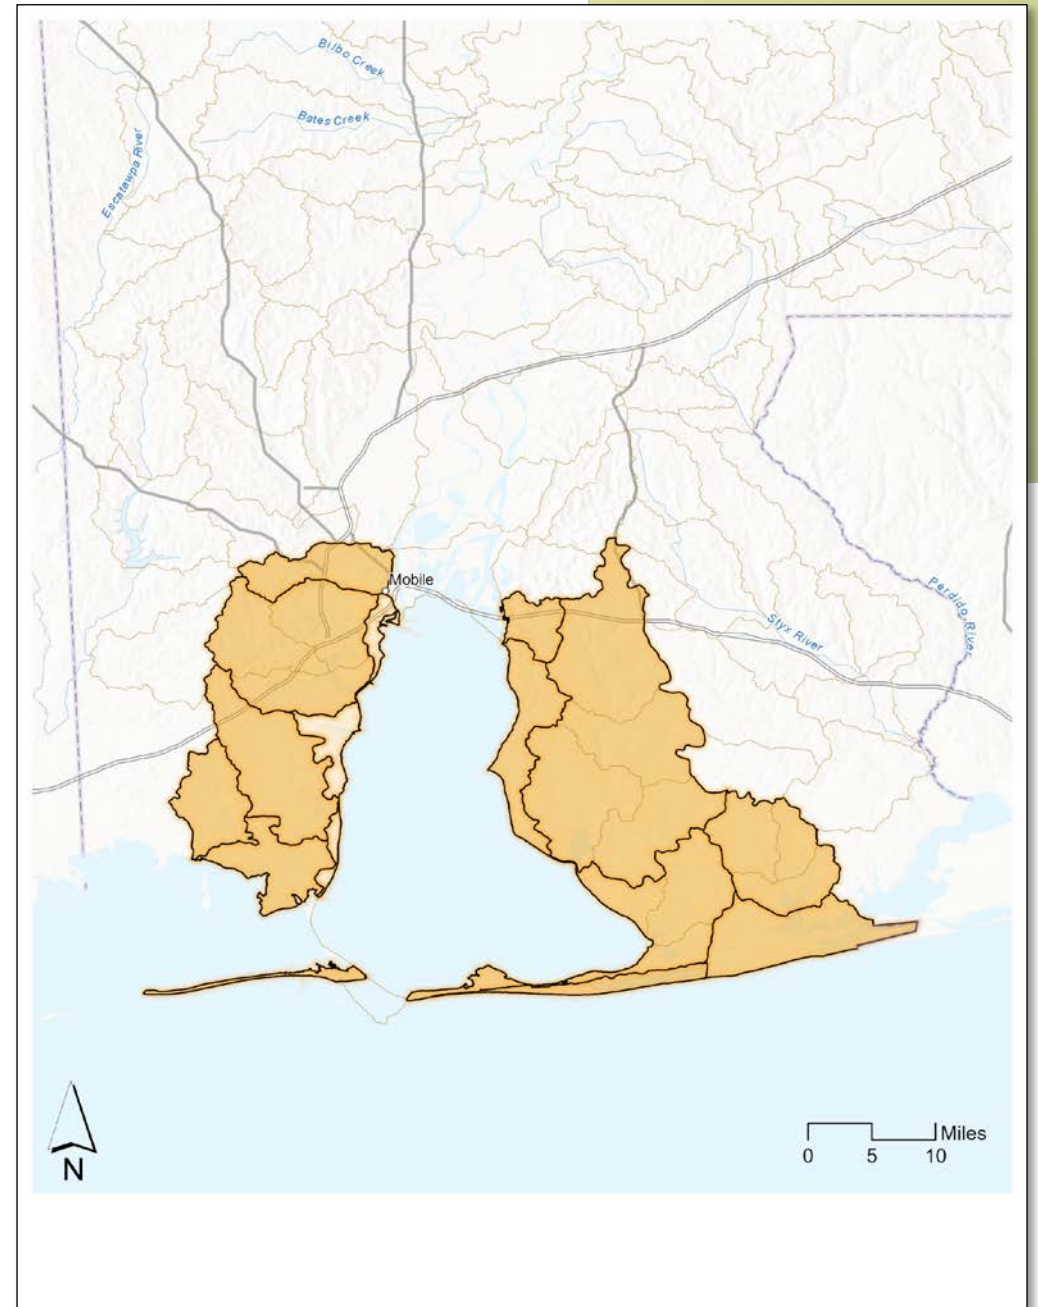 Bilbo Creek
Bates Creek
Escatawpa River
Mobile
Perdido River
Styx River
N
Miles
0 5 10